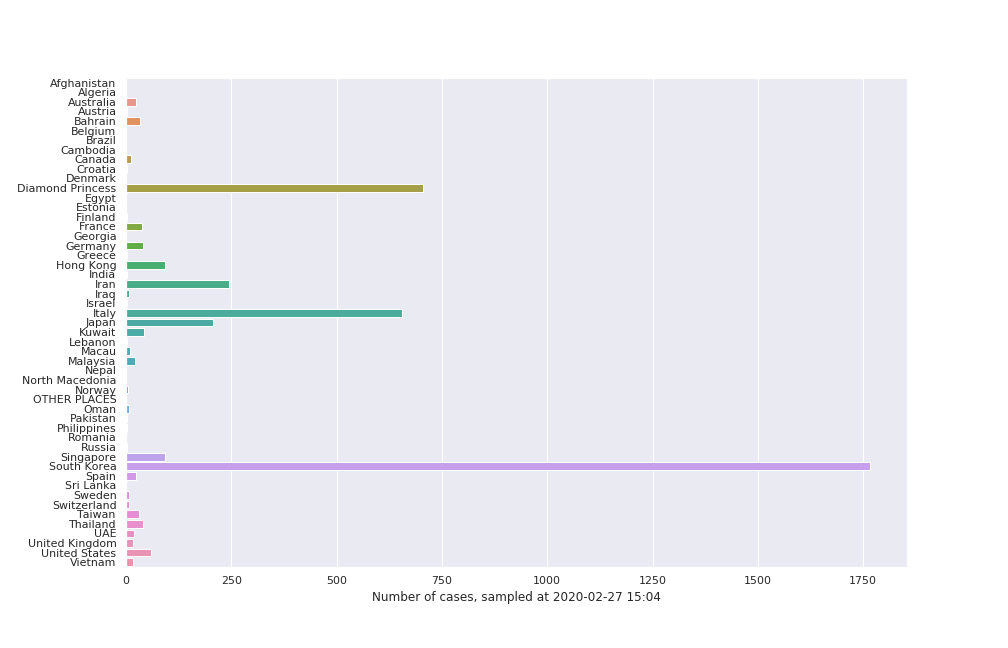 Afghanistan
Algeria
Australia
Austria
Bahrain
Belgium
Brazil
Cambodia
Canada
Croatia
Denmark
Diamond Princess
Egypt
Estonia
Finland
France
Georgia
Germany
Greece
Hong Kong
India
Iran
Iraq
Israel
Italy
Japan
Kuwait
Lebanon
Macau
Malaysia
Nepal
North Macedonia
Norway
OTHER PLACES
Oman
Pakistan
Philippines
Romania
Russia
Singapore
South Korea
Spain
Sri Lanka
Sweden
Switzerland
Taiwan
Thailand
UAE
United Kingdom
United States
Vietnam
0 250 500 750 1000 1250 1500 1750
Number of cases, sampled at 2020-02-27 15:04